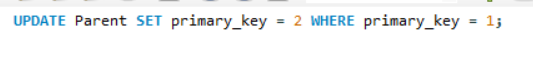 UPDATE Parent SET primary_key = 2 WHERE primary_key = 1;